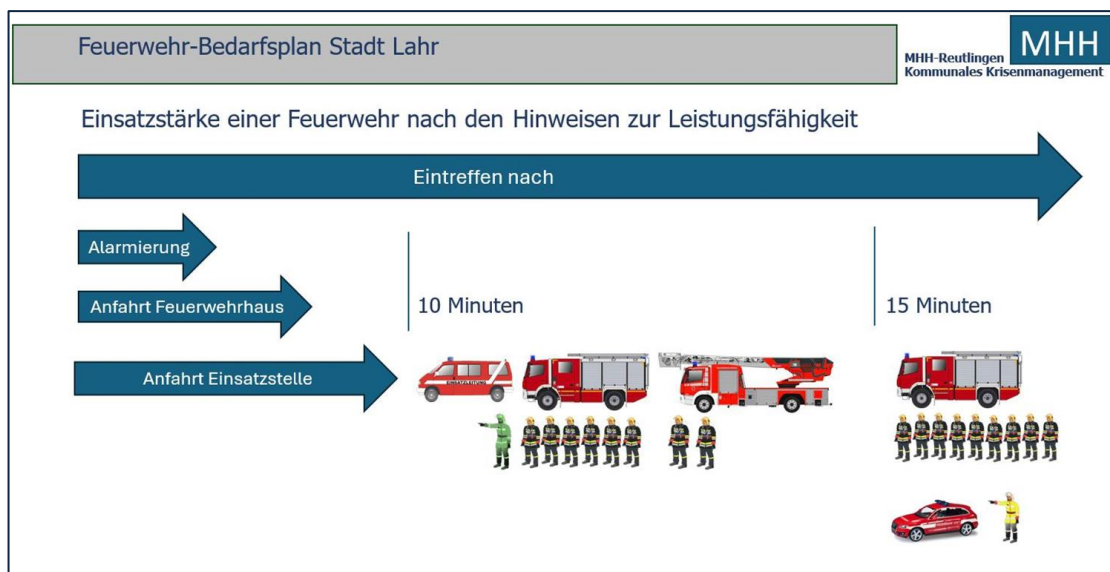 Feuerwehr-Bedarfsplan Stadt Lahr
MHH
MHH-Reutlingen
Kommunales Krisenmanagement
Einsatzstärke einer Feuerwehr nach den Hinweisen zur Leistungsfähigkeit
Eintreffen nach
Alarmierung
Anfahrt Feuerwehrhaus
10 Minuten
15 Minuten
Anfahrt Einsatzstelle
EINSATZLEITUNG